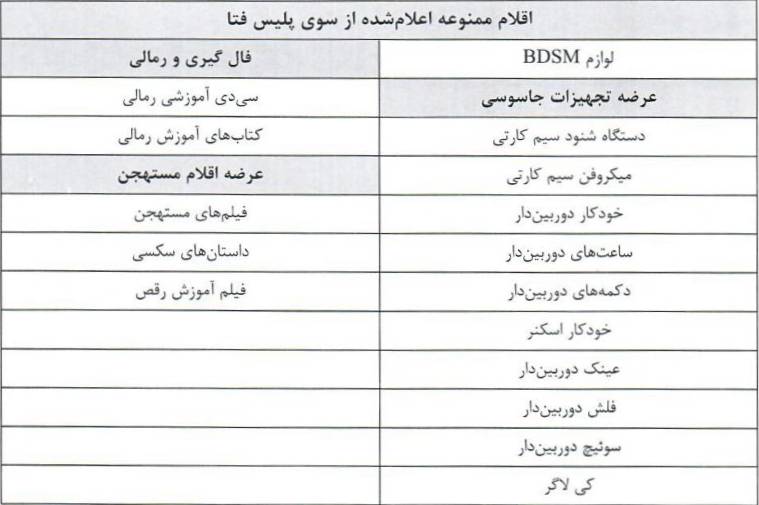 اقلام ممنوعه اعلام‌شده از سوی پلیس فتا
لوازم BDSM
فال گیری و رمالی
عرضه تجهیزات جاسوسی
سی‌دی آموزشی رمالی
دستگاه شنود سیم کارتی
کتاب‌های آموزش رمالی
میکروفن سیم کارتی
عرضه اقلام مستهجن
خودکار دوربین‌دار
فیلم‌های مستهجن
ساعت‌های دوربین‌دار
داستان‌های سکسی
دکمه‌های دوربین‌دار
فیلم آموزش رقص
خودکار اسکنر
عینک دوربین‌دار
فلش دوربین‌دار
سوئیچ دوربین‌دار
کی لاگر